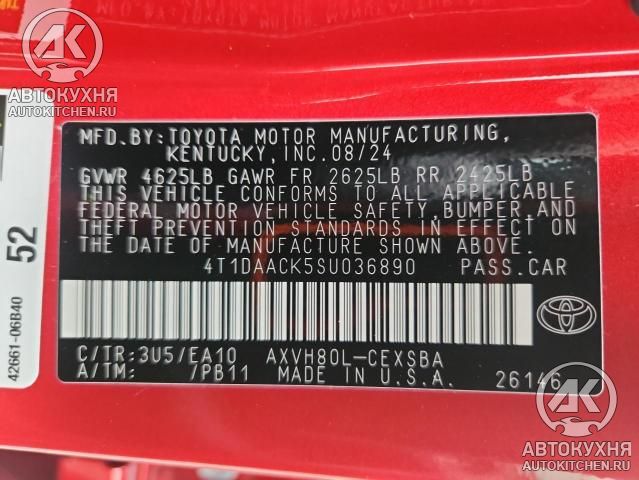 АК
АВТОКУХНЯ
AUTOKITCHEN.RU
MFD.BY:TOYOTA MOTOR MANUFACTURING,
KENTUCKY,INC.08/24
GVWR 4625LB GAWR FR 2625LB RR 2425LB
THIS VEHICLE CONFORMS TO ALL APPLICABLE
FEDERAL MOTOR VEHICLE SAFETY,BUMPER,AND
THEFT PREVENTION STANDARDS IN EFFECT ON
THE DATE OF MANUFACTURE SHOWN ABOVE.
4T1DAACK5SU036890 PASS.CAR
C/TR:3U5/EA10 AXVH80L-CEXSBA
A/TM: 7PB11 MADE IN U.S.A. 26146
52
42661-06B40
АК
АВТОКУХНЯ
AUTOKITCHEN.RU